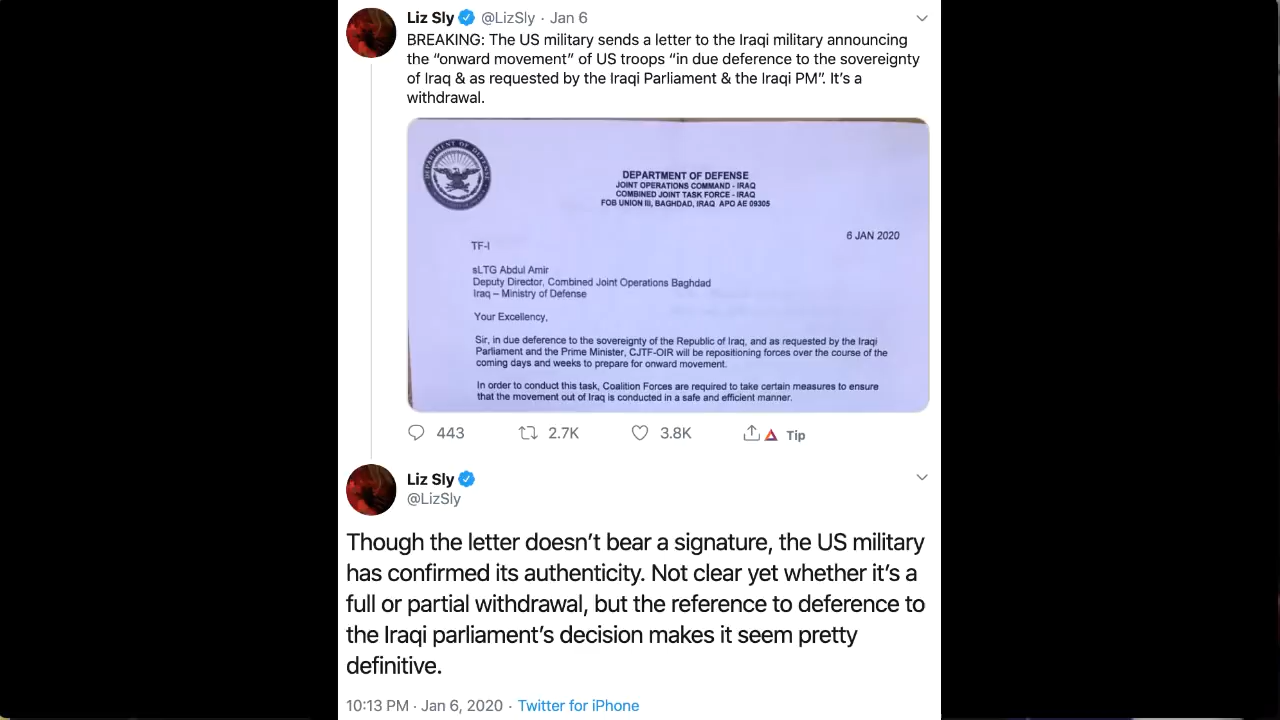 Liz Sly @LizSly · Jan 6
BREAKING: The US military sends a letter to the Iraqi military announcing
the “onward movement” of US troops “in due deference to the sovereignty
of Iraq & as requested by the Iraqi Parliament & the Iraqi PM”. It’s a
withdrawal.
DEPARTMENT OF DEFENSE
DEPARTMENT OF DEFENSE
JOINT OPERATIONS COMMAND - IRAQ
COMBINED JOINT TASK FORCE - IRAQ
FOB UNION III, BAGHDAD, IRAQ APO AE 09305
6 JAN 2020
TF-I
sLTG Abdul Amir
Deputy Director, Combined Joint Operations Baghdad
Iraq – Ministry of Defense
Your Excellency,
Sir, in due deference to the sovereignty of the Republic of Iraq, and as requested by the Iraqi
Parliament and the Prime Minister, CJTF-OIR will be repositioning forces over the course of the
coming days and weeks to prepare for onward movement.
In order to conduct this task, Coalition Forces are required to take certain measures to ensure
that the movement out of Iraq is conducted in a safe and efficient manner.
443 2.7K 3.8K Tip
Liz Sly
@LizSly
Though the letter doesn’t bear a signature, the US military
has confirmed its authenticity. Not clear yet whether it’s a
full or partial withdrawal, but the reference to deference to
the Iraqi parliament’s decision makes it seem pretty
definitive.
10:13 PM · Jan 6, 2020 · Twitter for iPhone